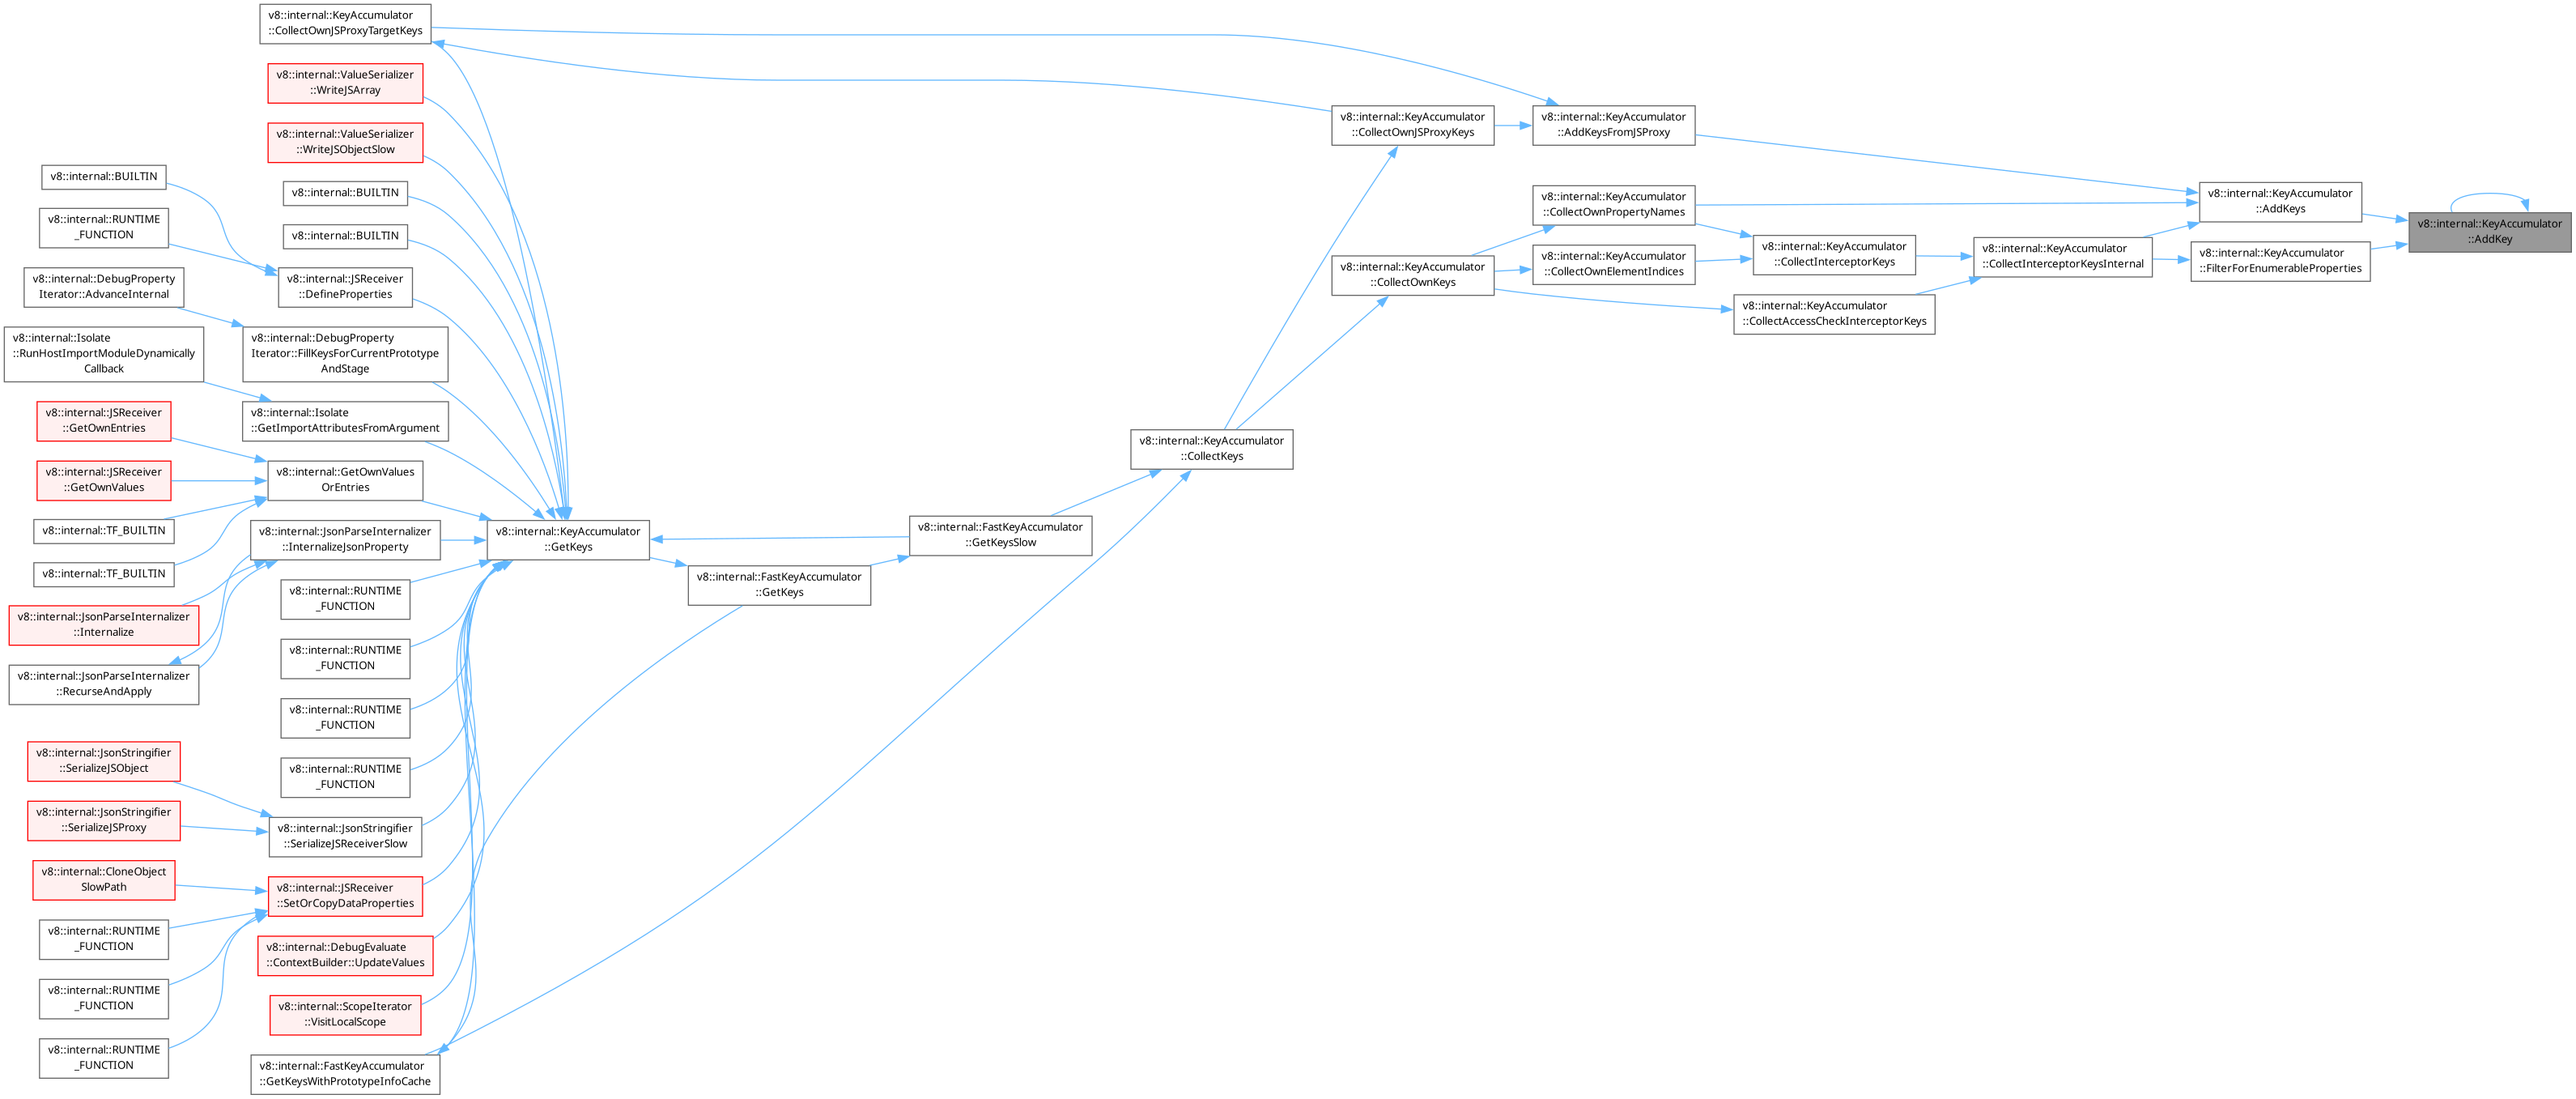 v8::internal::KeyAccumulator
::CollectOwnJSProxyTargetKeys
v8::internal::ValueSerializer
::WriteJSArray
v8::internal::ValueSerializer
::WriteJSObjectSlow
v8::internal::BUILTIN
v8::internal::BUILTIN
v8::internal::BUILTIN
v8::internal::RUNTIME
_FUNCTION
v8::internal::JSReceiver
::DefineProperties
v8::internal::DebugProperty
Iterator::AdvanceInternal
v8::internal::DebugProperty
Iterator::FillKeysForCurrentPrototype
AndStage
v8::internal::Isolate
::RunHostImportModuleDynamically
Callback
v8::internal::Isolate
::GetImportAttributesFromArgument
v8::internal::JSReceiver
::GetOwnEntries
v8::internal::JSReceiver
::GetOwnValues
v8::internal::GetOwnValues
OrEntries
v8::internal::TF_BUILTIN
v8::internal::TF_BUILTIN
v8::internal::JsonParseInternalizer
::InternalizeJsonProperty
v8::internal::JsonParseInternalizer
::Internalize
v8::internal::JsonParseInternalizer
::RecurseAndApply
v8::internal::RUNTIME
_FUNCTION
v8::internal::RUNTIME
_FUNCTION
v8::internal::RUNTIME
_FUNCTION
v8::internal::RUNTIME
_FUNCTION
v8::internal::JsonStringifier
::SerializeJSObject
v8::internal::JsonStringifier
::SerializeJSProxy
v8::internal::JsonStringifier
::SerializeJSReceiverSlow
v8::internal::CloneObject
SlowPath
v8::internal::RUNTIME
_FUNCTION
v8::internal::RUNTIME
_FUNCTION
v8::internal::RUNTIME
_FUNCTION
v8::internal::JSReceiver
::SetOrCopyDataProperties
v8::internal::DebugEvaluate
::ContextBuilder::UpdateValues
v8::internal::ScopeIterator
::VisitLocalScope
v8::internal::FastKeyAccumulator
::GetKeysWithPrototypeInfoCache
v8::internal::KeyAccumulator
::GetKeys
v8::internal::FastKeyAccumulator
::GetKeys
v8::internal::FastKeyAccumulator
::GetKeysSlow
v8::internal::KeyAccumulator
::CollectKeys
v8::internal::KeyAccumulator
::CollectOwnJSProxyKeys
v8::internal::KeyAccumulator
::CollectOwnKeys
v8::internal::KeyAccumulator
::AddKeysFromJSProxy
v8::internal::KeyAccumulator
::CollectOwnPropertyNames
v8::internal::KeyAccumulator
::CollectOwnElementIndices
v8::internal::KeyAccumulator
::CollectInterceptorKeys
v8::internal::KeyAccumulator
::CollectAccessCheckInterceptorKeys
v8::internal::KeyAccumulator
::CollectInterceptorKeysInternal
v8::internal::KeyAccumulator
::AddKeys
v8::internal::KeyAccumulator
::FilterForEnumerableProperties
v8::internal::KeyAccumulator
::AddKey